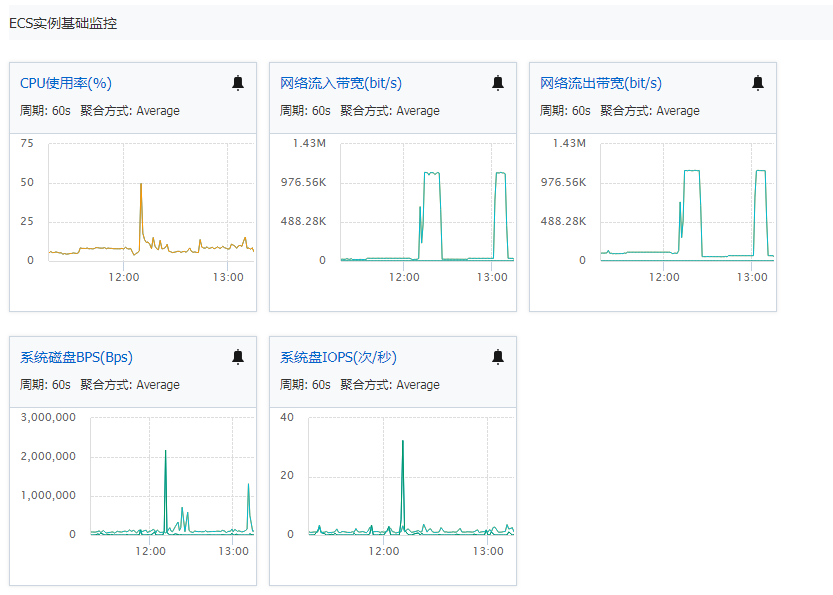 ECS实例基础监控
CPU使用率(%)
周期: 60s 聚合方式: Average
75
50
25
0
12:00 13:00
网络流入带宽(bit/s)
周期: 60s 聚合方式: Average
1.43M
976.56K
488.28K
0
12:00 13:00
网络流出带宽(bit/s)
周期: 60s 聚合方式: Average
1.43M
976.56K
488.28K
0
12:00 13:00
系统磁盘BPS(Bps)
周期: 60s 聚合方式: Average
3,000,000
2,000,000
1,000,000
0
12:00 13:00
系统盘IOPS(次/秒)
周期: 60s 聚合方式: Average
40
20
0
12:00 13:00